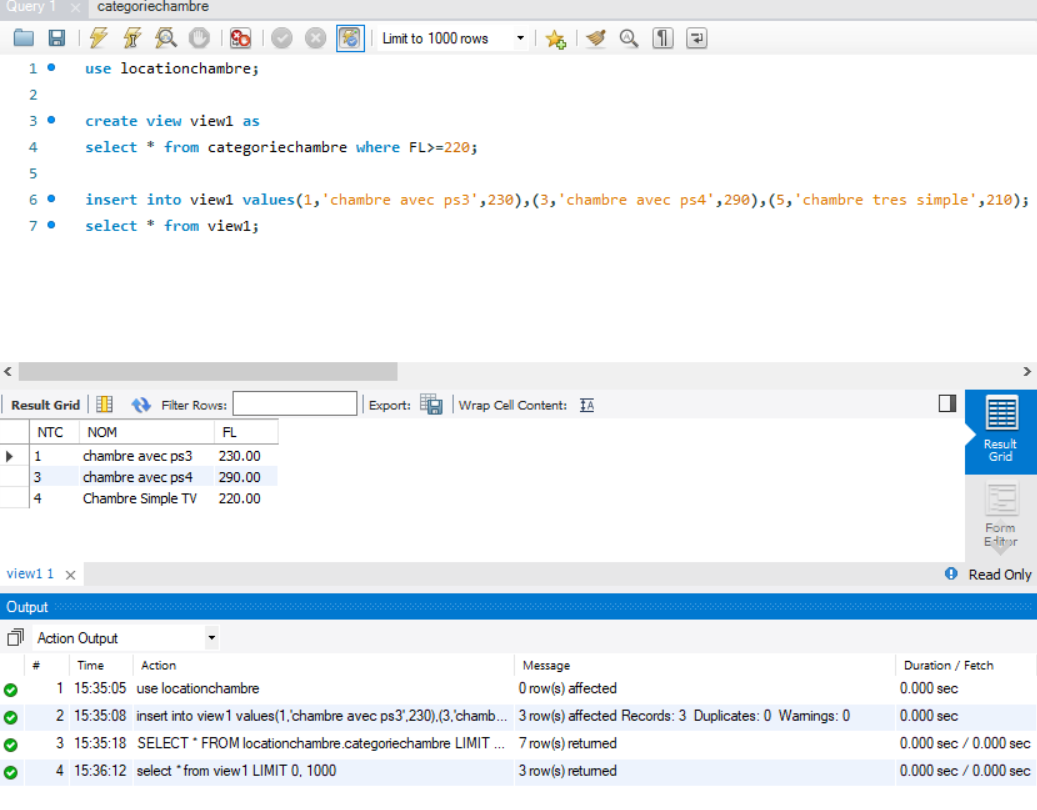 Query 1 × categoriechambre
Limit to 1000 rows
1 use locationchambre;
2
3 create view view1 as
4 select * from categoriechambre where FL>=220;
5
6 insert into view1 values(1,'chambre avec ps3',230),(3,'chambre avec ps4',290),(5,'chambre tres simple',210);
7 select * from view1;
Result Grid Filter Rows: Export: Wrap Cell Content: IA
NTC NOM FL
1 chambre avec ps3 230.00
3 chambre avec ps4 290.00
4 Chambre Simple TV 220.00
Result
Grid
Form
Editor
view1 1 × Read Only
Output
Action Output
# Time Action Message Duration / Fetch
1 15:35:05 use locationchambre 0 row(s) affected 0.000 sec
2 15:35:08 insert into view1 values(1,'chambre avec ps3',230),(3,'chamb... 3 row(s) affected Records: 3 Duplicates: 0 Warnings: 0 0.000 sec
3 15:35:18 SELECT * FROM locationchambre.categoriechambre LIMIT ... 7 row(s) returned 0.000 sec / 0.000 sec
4 15:36:12 select * from view1 LIMIT 0, 1000 3 row(s) returned 0.000 sec / 0.000 sec